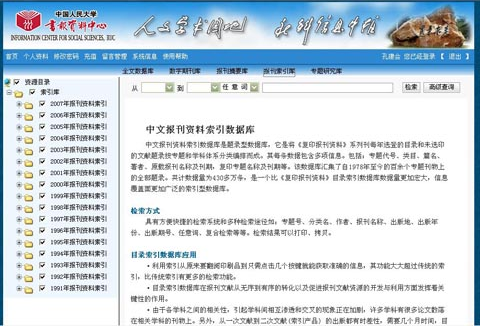 中国人民大学
书报资料中心
INFORMATION CENTER FOR SOCIAL SCIENCES, RUC
人文学术阅地
社科信息中心
首页 个人资料 修改密码 充值 留言管理 系统信息 使用帮助
您已经登录 【 退出 】
全文数据库 数字期刊库 报刊摘要库 报刊索引库 专题研究库
资源目录
索引库
2007年报刊资料索引
2006年报刊资料索引
2005年报刊资料索引
2004年报刊资料索引
2003年报刊资料索引
2002年报刊资料索引
2001年报刊资料索引
2000年报刊资料索引
1999年报刊资料索引
1998年报刊资料索引
1997年报刊资料索引
1996年报刊资料索引
1995年报刊资料索引
1994年报刊资料索引
1993年报刊资料索引
1992年报刊资料索引
1991年报刊资料索引
从 到 任 意 词 检索 高级查询
中文报刊资料索引数据库
中文报刊资料索引数据库是题录型数据库，它是将《复印报刊资料》系列刊每年选登的目录和未选印
的文献题录按专题和学科体系分类编排而成。其每条数据包含多项信息，包括：专题代号、类目、篇名、
著者、原载报刊名称及刊期、复印专题名称及刊期等。该数据库汇集了自1978年至今的百余个专题刊物上
的全部题录。共计数据量为430多万条，是一个比《复印报刊资料》目录索引数据库数据量更加宏大，信息
覆盖面更加广泛的索引型数据库。
检索方式
具有方便快捷的检索系统和多种检索途径如：专题号、分类名、作者、报刊名称、出版地、出版年
份、出版期号、任意词、复合检索等等。检索结果可以打印、拷贝。
目录索引数据库应用
• 利用索引从原来要翻阅印刷品到只需击几个按键就能获取准确的信息，其功能大大超过传统的索
引，比传统索引有更多的检索功能。
• 目录索引数据库在报刊文献从无序到有序的转化以及促进报刊文献资源的开发与利用方面发挥着关
键性的作用。
• 由于各学科之间的相关性，引起学科间相互渗透和交叉的现象正在加剧，许多学科有很多论文散落
在相关学科的刊物上。另外，从一次文献到二次文献(索引产品）的出版都有时差性，需要几个月时间，目